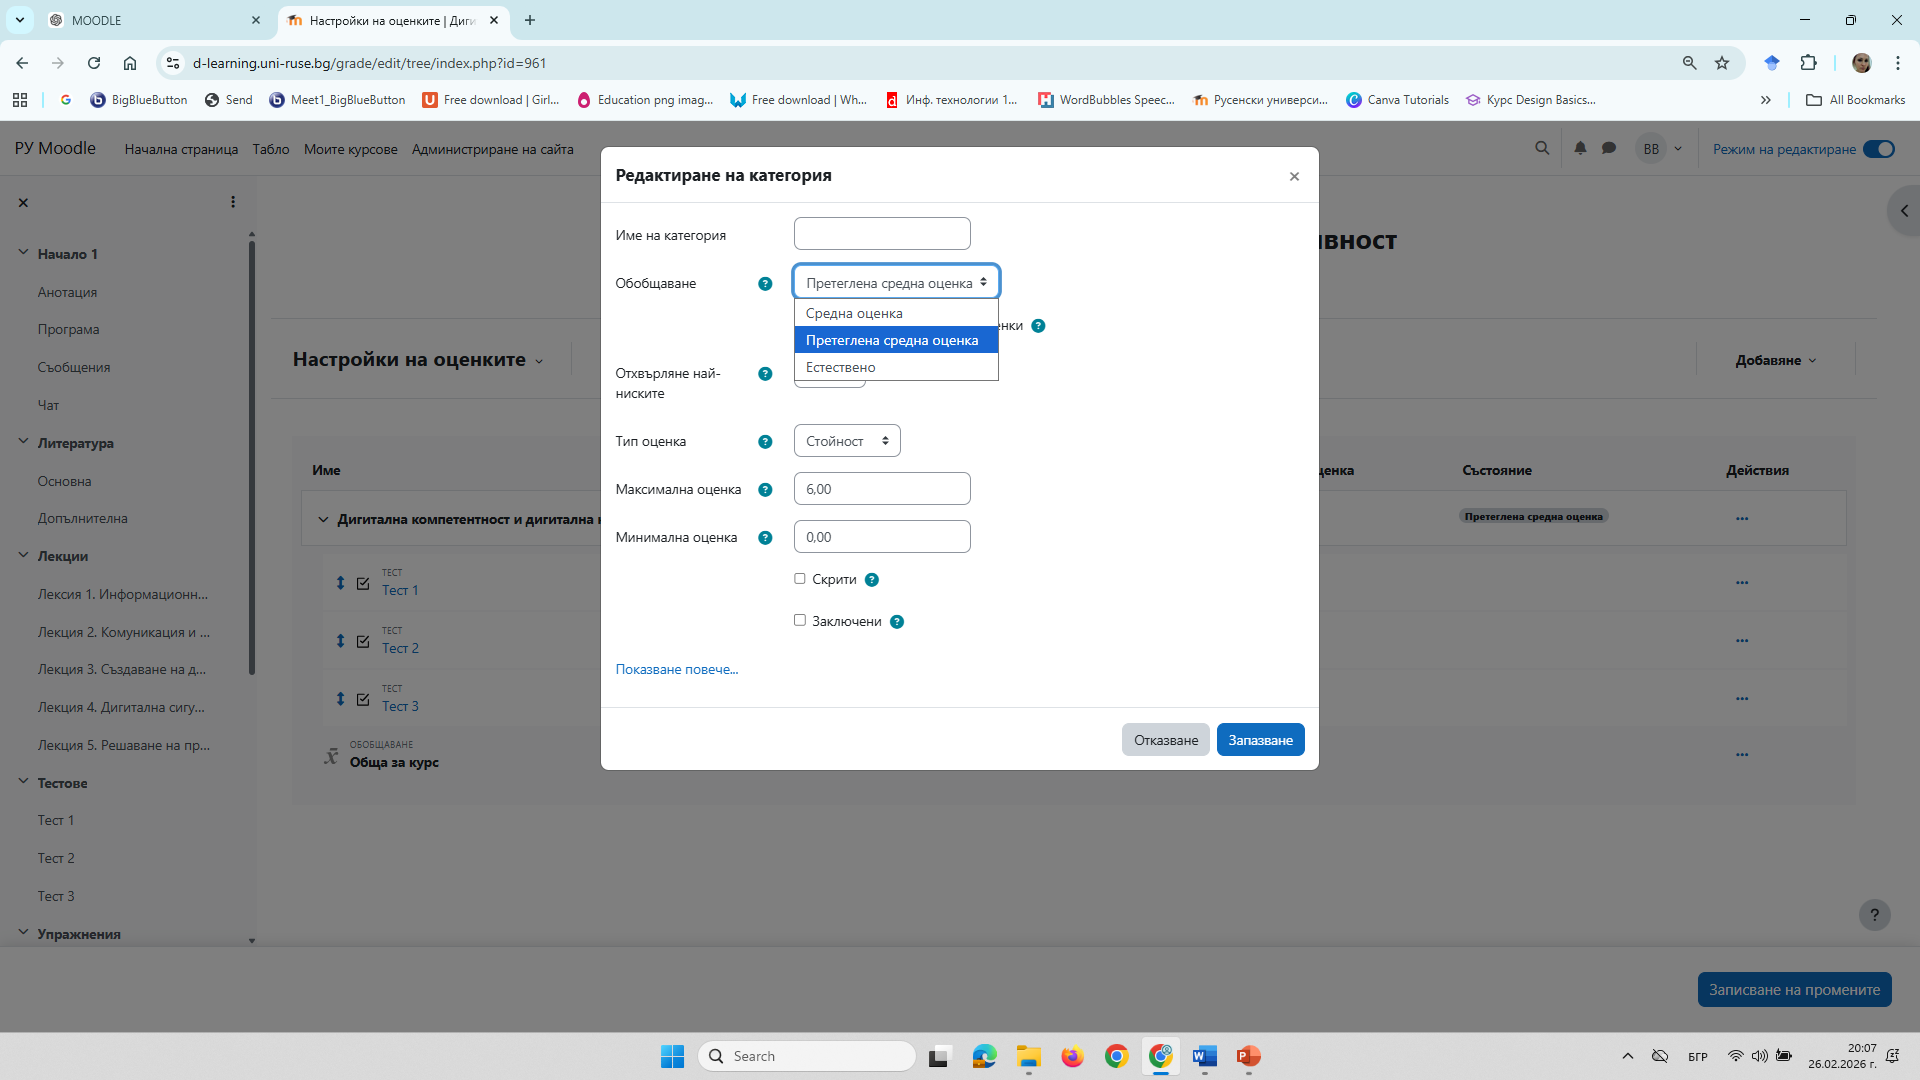 MOODLE
Настройки на оценките | Диги
d-learning.uni-ruse.bg/grade/edit/tree/index.php?id=961
BigBlueButton
Send
Meet1_BigBlueButton
Free download | Girl...
Education png imag...
Free download | Wh...
Инф. технологии 1...
WordBubbles Speec...
Русенски универси...
Canva Tutorials
Курс Design Basics...
All Bookmarks
РУ Moodle
Начална страница
Табло
Моите курсове
Администриране на сайта
ВВ
Режим на редактиране
Начало 1
Анотация
Програма
Съобщения
Чат
Литература
Основна
Допълнителна
Лекции
Лексия 1. Информационн...
Лекция 2. Комуникация и ...
Лекция 3. Създаване на д...
Лекция 4. Дигитална сигу...
Лекция 5. Решаване на пр...
Тестове
Тест 1
Тест 2
Тест 3
Упражнения
ивност
Настройки на оценките
Добавяне
Име
ценка
Състояние
Действия
Дигитална компетентност и дигитална к
Претеглена средна оценка
ТЕСТ
Тест 1
ТЕСТ
Тест 2
ТЕСТ
Тест 3
ОБОБЩАВАНЕ
Обща за курс
Редактиране на категория
Име на категория
Обобщаване
Претеглена средна оценка
Средна оценка
Претеглена средна оценка
Естествено
енки
Отхвърляне най-
ниските
Тип оценка
Стойност
Максимална оценка
6,00
Минимална оценка
0,00
Скрити
Заключени
Показване повече...
Отказване
Запазване
Записване на промените
Search
БГР
20:07
26.02.2026 г.